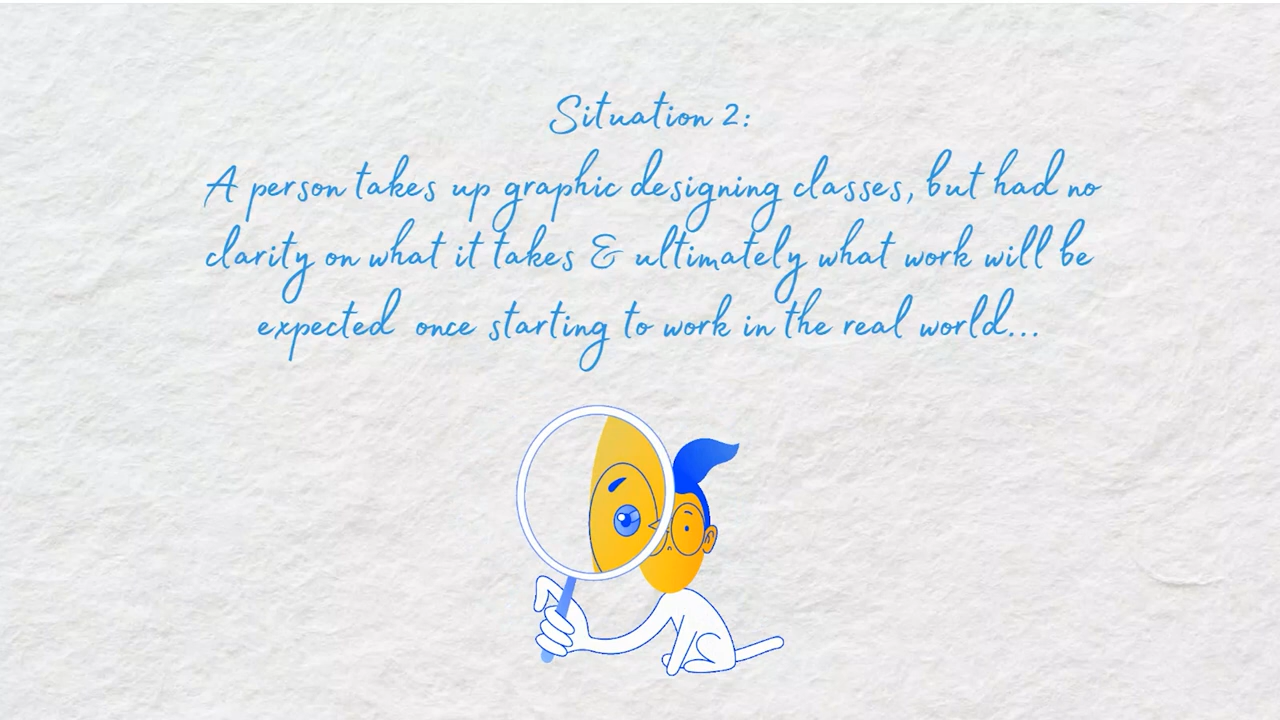 Situation 2:
A person takes up graphic designing classes, but had no
clarity on what it takes & ultimately what work will be
expected once starting to work in the real world...